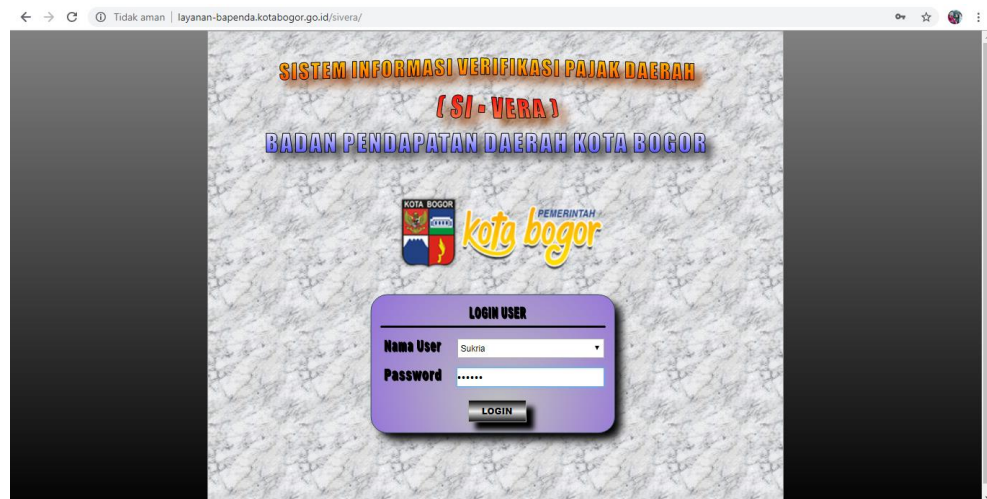 Tidak aman | layanan-bapenda.kotabogor.go.id/sivera/
SISTEM INFORMASI VERIFIKASI PAJAK DAERAH
( SI - VERA )
BADAN PENDAPATAN DAERAH KOTA BOGOR
KOTA BOGOR
PEMERINTAH
kota bogor
LOGIN USER
Nama User Sukria
Password ••••••
LOGIN